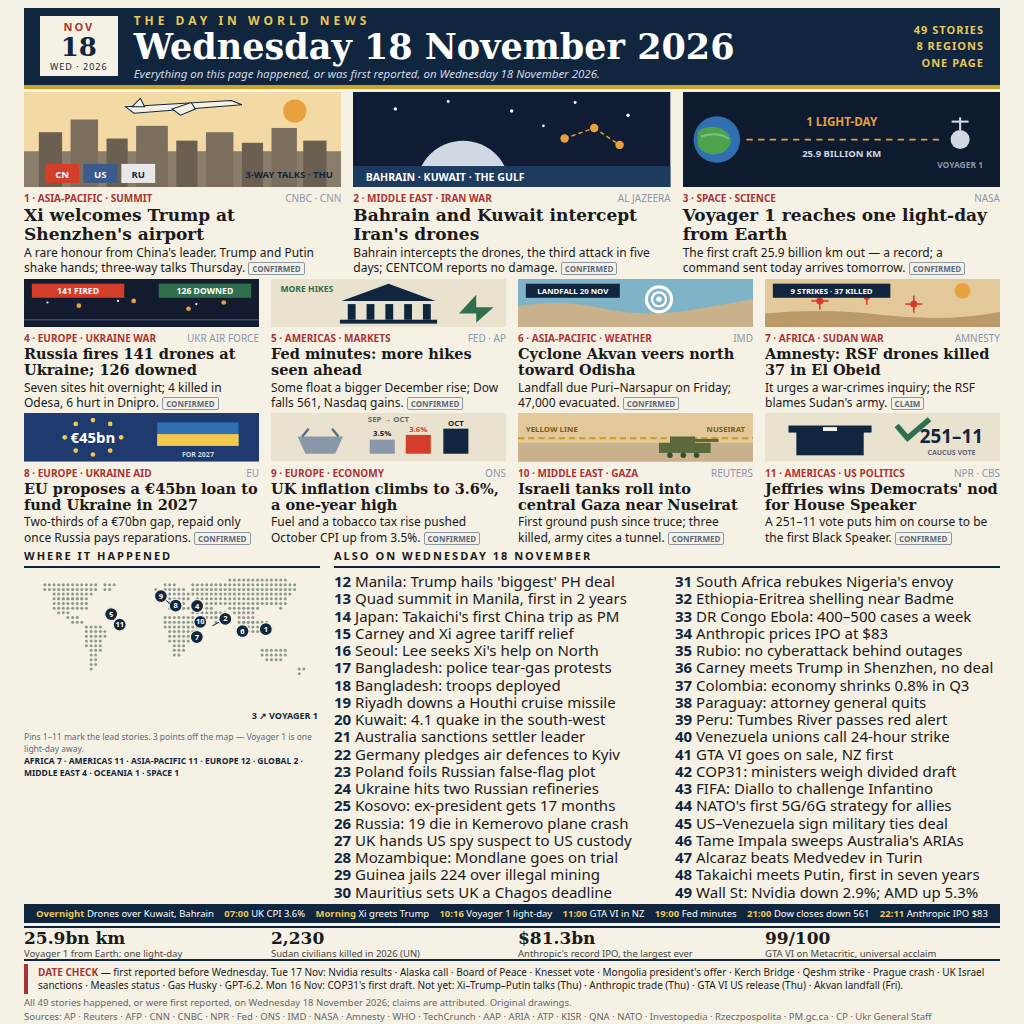 NOV
18
WED · 2026
THE DAY IN WORLD NEWS
Wednesday 18 November 2026
Everything on this page happened, or was first reported, on Wednesday 18 November 2026.
49 STORIES
8 REGIONS
ONE PAGE
CN US RU
3-WAY TALKS · THU
BAHRAIN · KUWAIT · THE GULF
1 LIGHT-DAY
25.9 BILLION KM
VOYAGER 1
1 · ASIA-PACIFIC · SUMMIT CNBC · CNN
Xi welcomes Trump at
Shenzhen's airport
A rare honour from China's leader. Trump and Putin
shake hands; three-way talks Thursday. CONFIRMED
2 · MIDDLE EAST · IRAN WAR AL JAZEERA
Bahrain and Kuwait intercept
Iran's drones
Bahrain intercepts the drones, the third attack in five
days; CENTCOM reports no damage. CONFIRMED
3 · SPACE · SCIENCE NASA
Voyager 1 reaches one light-day
from Earth
The first craft 25.9 billion km out — a record; a
command sent today arrives tomorrow. CONFIRMED
141 FIRED 126 DOWNED
4 · EUROPE · UKRAINE WAR UKR AIR FORCE
Russia fires 141 drones at
Ukraine; 126 downed
Seven sites hit overnight; 4 killed in
Odesa, 6 hurt in Dnipro. CONFIRMED
MORE HIKES
5 · AMERICAS · MARKETS FED · AP
Fed minutes: more hikes
seen ahead
Some float a bigger December rise; Dow
falls 561, Nasdaq gains. CONFIRMED
LANDFALL 20 NOV
6 · ASIA-PACIFIC · WEATHER IMD
Cyclone Akvan veers north
toward Odisha
Landfall due Puri–Narsapur on Friday;
47,000 evacuated. CONFIRMED
9 STRIKES · 37 KILLED
7 · AFRICA · SUDAN WAR AMNESTY
Amnesty: RSF drones killed
37 in El Obeid
It urges a war-crimes inquiry; the RSF
blames Sudan's army. CLAIM
€45bn
FOR 2027
8 · EUROPE · UKRAINE AID EU
EU proposes a €45bn loan to
fund Ukraine in 2027
Two-thirds of a €70bn gap, repaid only
once Russia pays reparations. CONFIRMED
SEP → OCT
3.5% 3.6% OCT
9 · EUROPE · ECONOMY ONS
UK inflation climbs to 3.6%,
a one-year high
Fuel and a tobacco tax rise pushed
October CPI up from 3.5%. CONFIRMED
YELLOW LINE NUSEIRAT
10 · MIDDLE EAST · GAZA REUTERS
Israeli tanks roll into
central Gaza near Nuseirat
First ground push since truce; three
killed, army cites a tunnel. CONFIRMED
251–11
CAUCUS VOTE
11 · AMERICAS · US POLITICS NPR · CBS
Jeffries wins Democrats' nod
for House Speaker
A 251–11 vote puts him on course to be
the first Black Speaker. CONFIRMED
WHERE IT HAPPENED
9
8
4
5
11
10
2
6
1
7
3 ↗ VOYAGER 1
Pins 1–11 mark the lead stories. 3 points off the map — Voyager 1 is one
light-day away.
AFRICA 7 · AMERICAS 11 · ASIA-PACIFIC 11 · EUROPE 12 · GLOBAL 2 ·
MIDDLE EAST 4 · OCEANIA 1 · SPACE 1
ALSO ON WEDNESDAY 18 NOVEMBER
12 Manila: Trump hails 'biggest' PH deal
13 Quad summit in Manila, first in 2 years
14 Japan: Takaichi's first China trip as PM
15 Carney and Xi agree tariff relief
16 Seoul: Lee seeks Xi's help on North
17 Bangladesh: police tear-gas protests
18 Bangladesh: troops deployed
19 Riyadh downs a Houthi cruise missile
20 Kuwait: 4.1 quake in the south-west
21 Australia sanctions settler leader
22 Germany pledges air defences to Kyiv
23 Poland foils Russian false-flag plot
24 Ukraine hits two Russian refineries
25 Kosovo: ex-president gets 17 months
26 Russia: 19 die in Kemerovo plane crash
27 UK hands US spy suspect to US custody
28 Mozambique: Mondlane goes on trial
29 Guinea jails 224 over illegal mining
30 Mauritius sets UK a Chagos deadline
31 South Africa rebukes Nigeria's envoy
32 Ethiopia-Eritrea shelling near Badme
33 DR Congo Ebola: 400–500 cases a week
34 Anthropic prices IPO at $83
35 Rubio: no cyberattack behind outages
36 Carney meets Trump in Shenzhen, no deal
37 Colombia: economy shrinks 0.8% in Q3
38 Paraguay: attorney general quits
39 Peru: Tumbes River passes red alert
40 Venezuela unions call 24-hour strike
41 GTA VI goes on sale, NZ first
42 COP31: ministers weigh divided draft
43 FIFA: Diallo to challenge Infantino
44 NATO's first 5G/6G strategy for allies
45 US–Venezuela sign military ties deal
46 Tame Impala sweeps Australia's ARIAs
47 Alcaraz beats Medvedev in Turin
48 Takaichi meets Putin, first in seven years
49 Wall St: Nvidia down 2.9%; AMD up 5.3%
Overnight Drones over Kuwait, Bahrain 07:00 UK CPI 3.6% Morning Xi greets Trump 10:16 Voyager 1 light-day 11:00 GTA VI in NZ 19:00 Fed minutes 21:00 Dow closes down 561 22:11 Anthropic IPO $83
25.9bn km
Voyager 1 from Earth: one light-day
2,230
Sudan civilians killed in 2026 (UN)
$81.3bn
Anthropic's record IPO, the largest ever
99/100
GTA VI on Metacritic, universal acclaim
DATE CHECK — first reported before Wednesday. Tue 17 Nov: Nvidia results · Alaska call · Board of Peace · Knesset vote · Mongolia president's offer · Kerch Bridge · Qeshm strike · Prague crash · UK Israel
sanctions · Measles status · Gas Husky · GPT-6.2. Mon 16 Nov: COP31's first draft. Not yet: Xi–Trump–Putin talks (Thu) · Anthropic trade (Thu) · GTA VI US release (Thu) · Akvan landfall (Fri).
All 49 stories happened, or were first reported, on Wednesday 18 November 2026; claims are attributed. Original drawings.
Sources: AP · Reuters · AFP · CNN · CNBC · NPR · Fed · ONS · IMD · NASA · Amnesty · WHO · TechCrunch · AAP · ARIA · ATP · KISR · QNA · NATO · Investopedia · Rzeczpospolita · PM.gc.ca · CP · Ukr General Staff